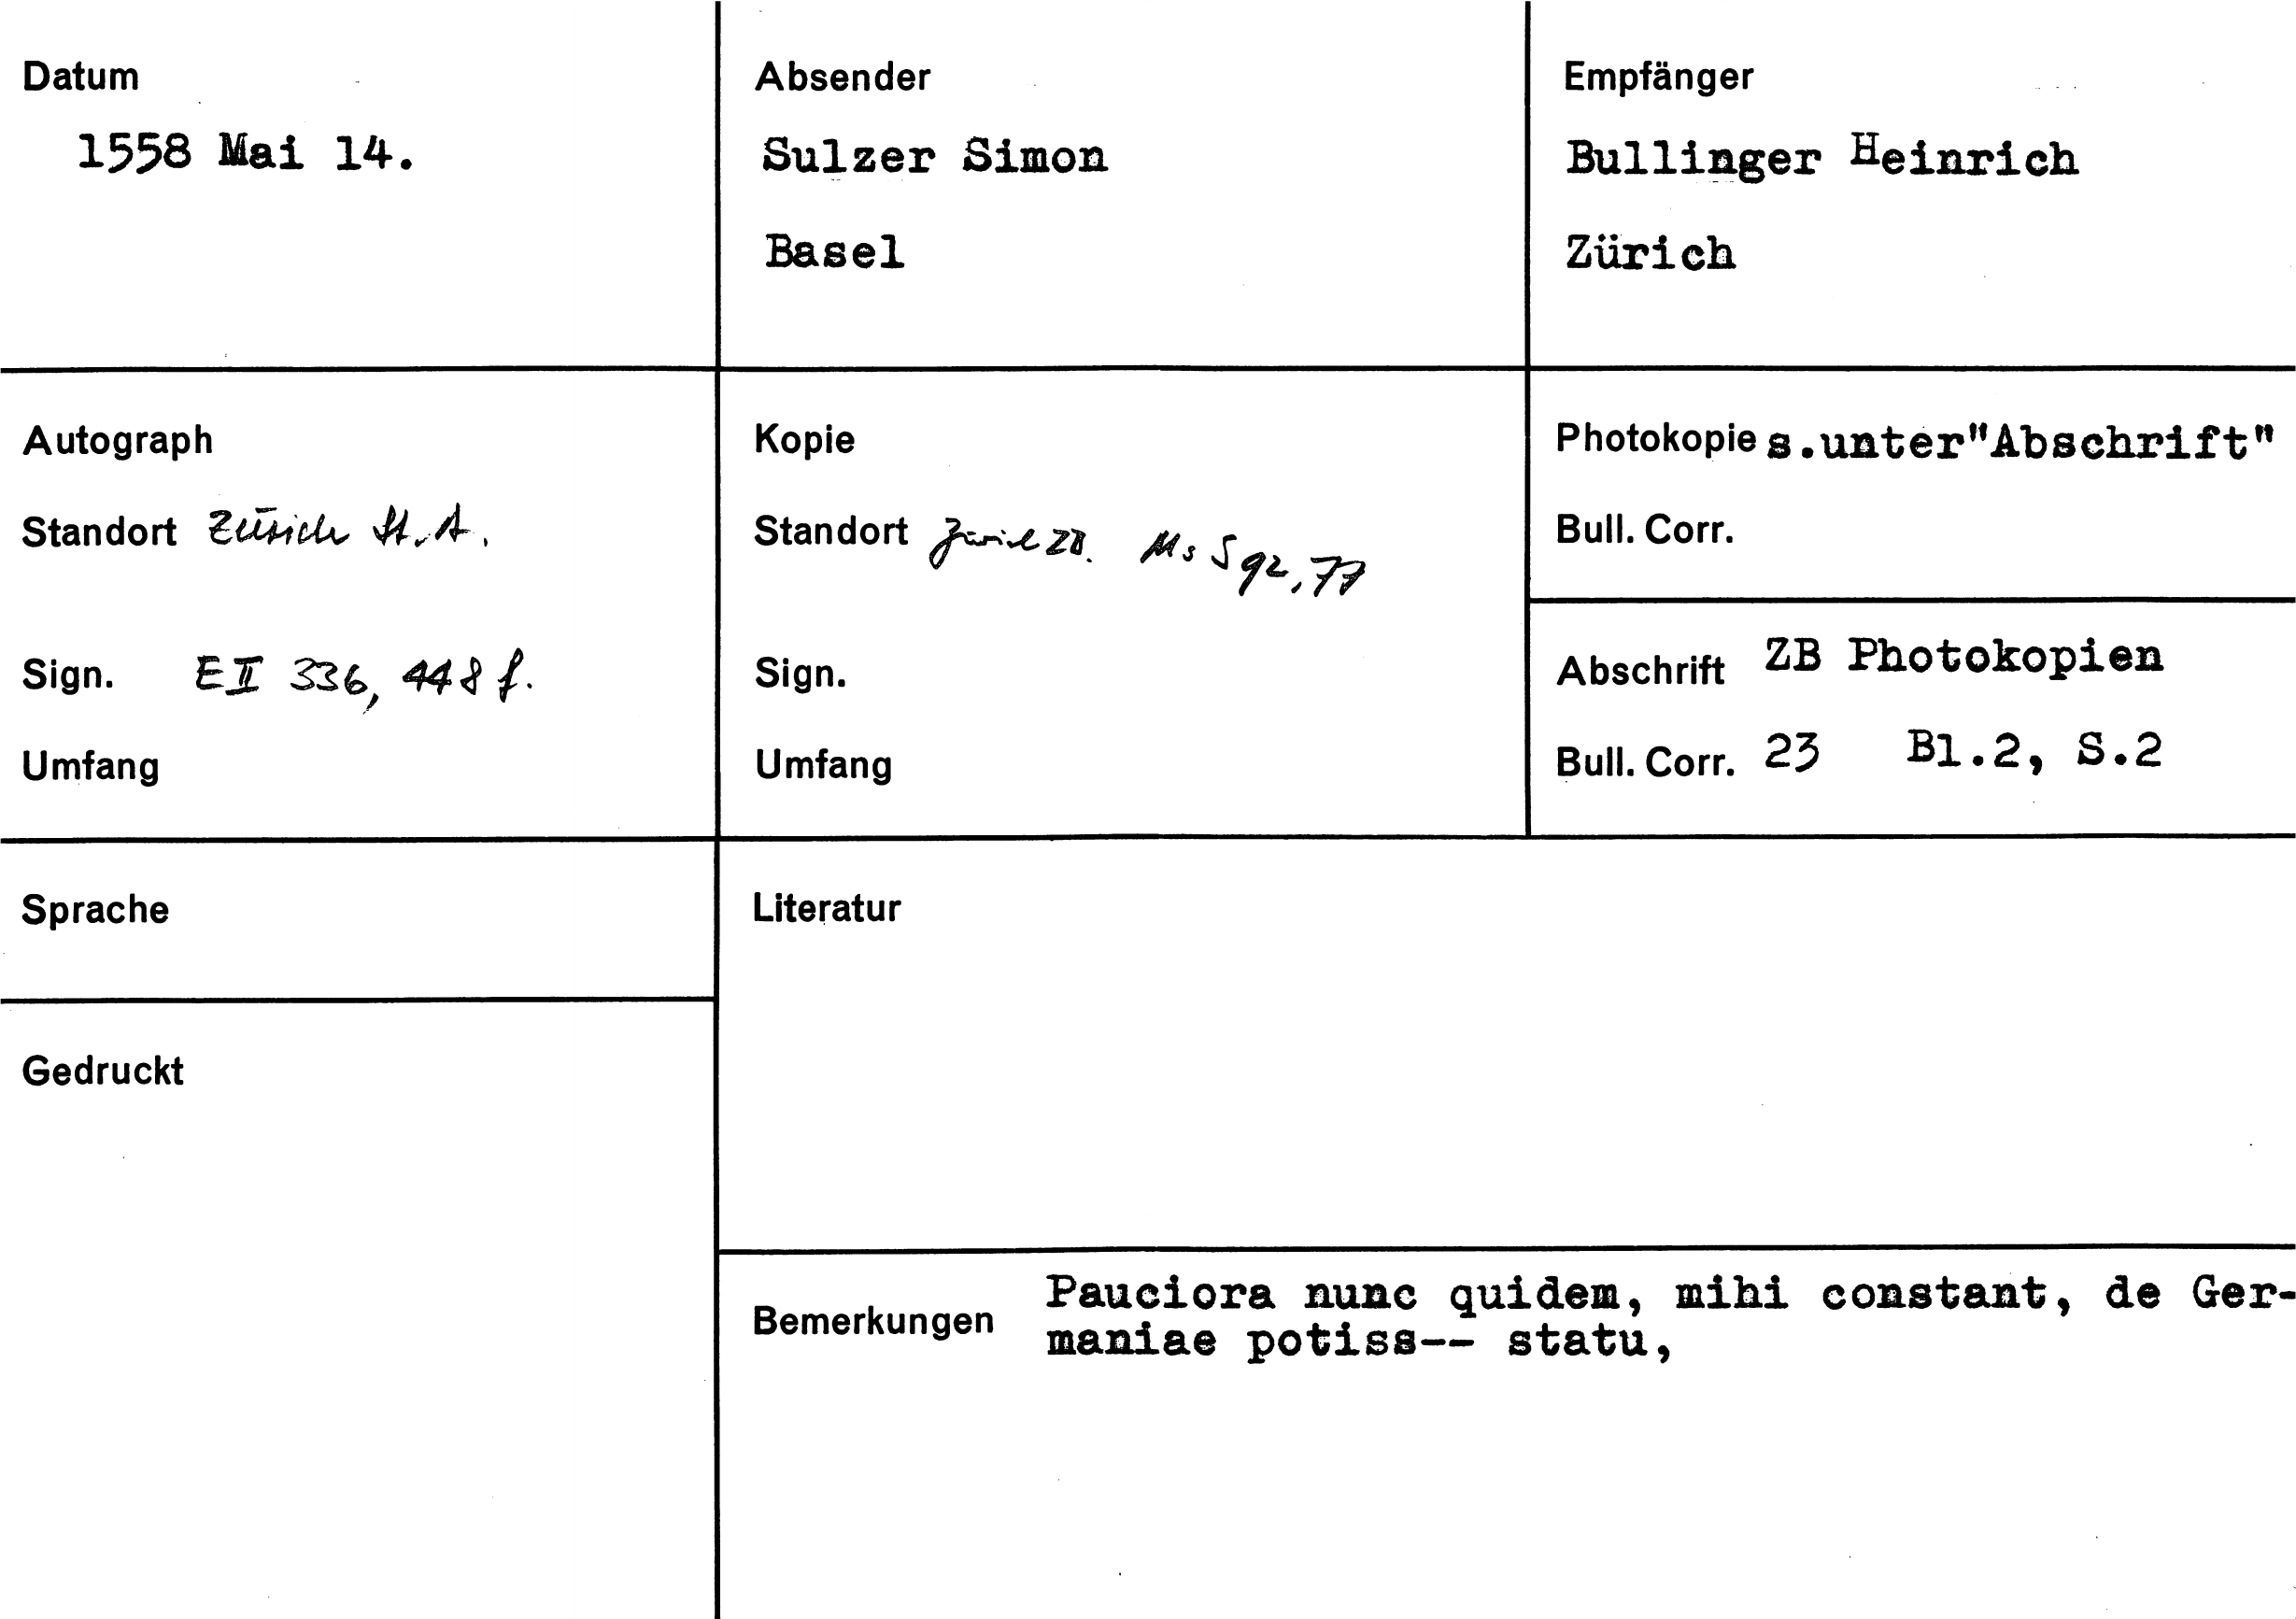 Datum
1558 Mai 14.
Absender
Sulzer Simon
Basel
Empfänger
Bullinger Heinrich
Zürich
Autograph
Standort Zürich St.A.
Sign. E II 336, 448 f.
Umfang
Kopie
Standort Zürich ZB. Ms S 92, 77
Sign.
Umfang
Photokopie s.unter"Abschrift"
Bull. Corr.
Abschrift ZB Photokopien
Bull. Corr. 23 Bl.2, S.2
Sprache
Literatur
Gedruckt
Bemerkungen Pauciora nunc quidem, mihi constant, de Ger-
maniae potiss-- statu,